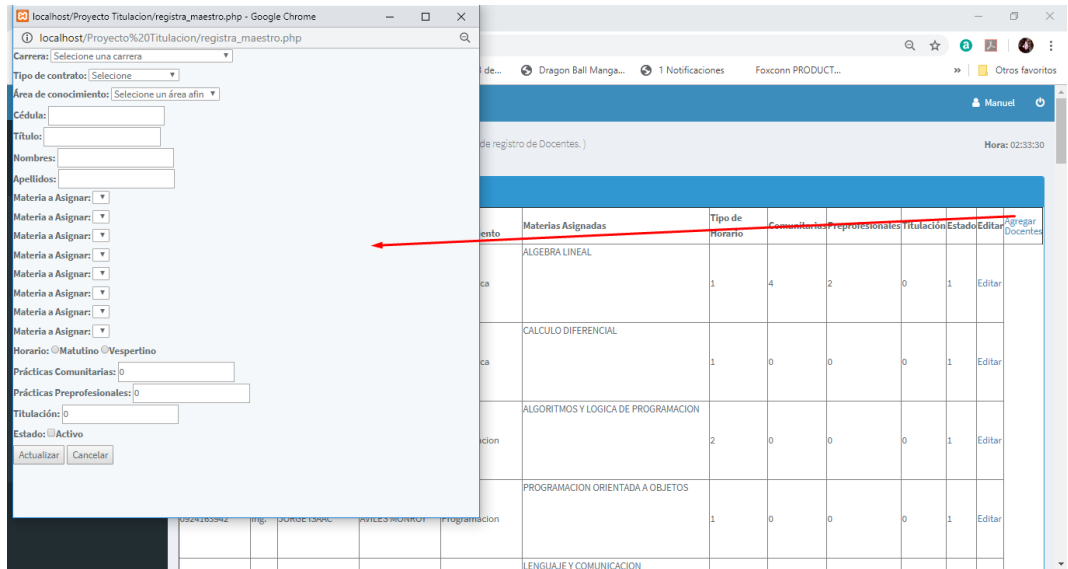 localhost/Proyecto Titulacion/registra_maestro.php - Google Chrome
localhost/Proyecto%20Titulacion/registra_maestro.php
Carrera: Selecione una carrera
Tipo de contrato: Selecione
Área de conocimiento: Selecione un área afin
Cédula:
Título:
Nombres:
Apellidos:
Materia a Asignar:
Materia a Asignar:
Materia a Asignar:
Materia a Asignar:
Materia a Asignar:
Materia a Asignar:
Materia a Asignar:
Materia a Asignar:
Horario: Matutino Vespertino
Prácticas Comunitarias: 0
Prácticas Preprofesionales: 0
Titulación: 0
Estado: Activo
Actualizar Cancelar
de... Dragon Ball Manga... 1 Notificaciones Foxconn PRODUCT... » Otros favoritos
Manuel
de registro de Docentes. ) Hora: 02:33:30
ento Materias Asignadas Tipo de Horario Comunitarias Preprofesionales Titulación Estado Editar Agregar Docentes
ALGEBRA LINEAL
ca 1 4 2 0 1 Editar
CALCULO DIFERENCIAL
ca 1 0 0 0 1 Editar
ALGORITMOS Y LOGICA DE PROGRAMACION
acion 2 0 0 0 1 Editar
PROGRAMACION ORIENTADA A OBJETOS
0924163942 Ing. JORGE ISAAC AVILES MONROY Programacion 1 0 0 0 1 Editar
LENGUAJE Y COMUNICACION